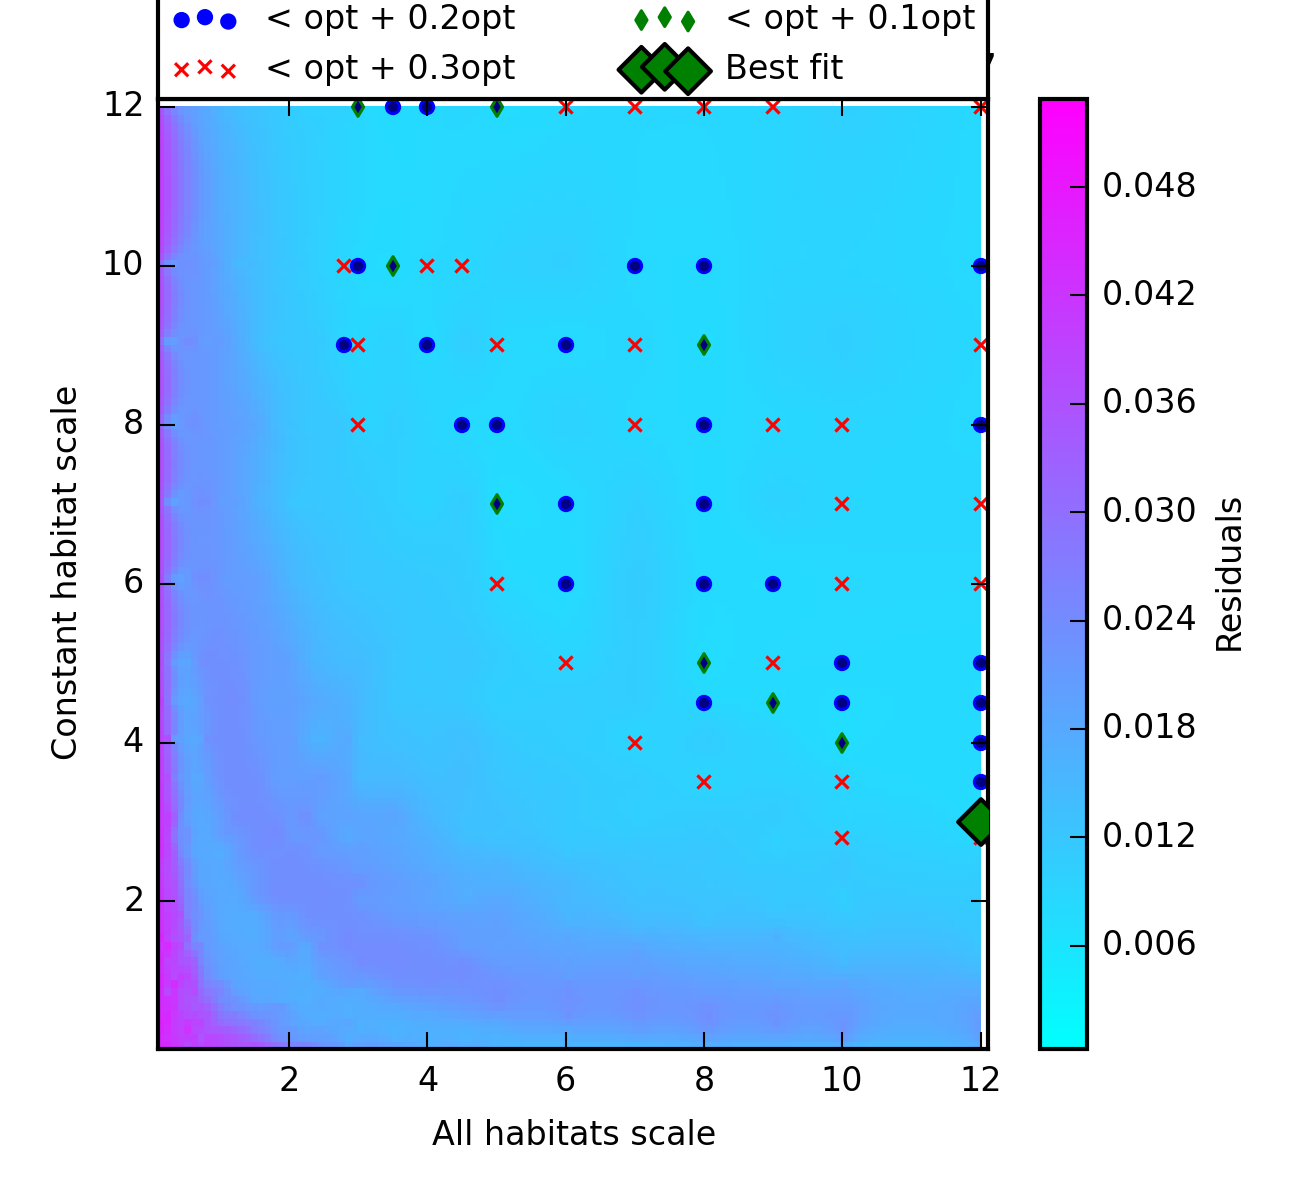 < opt + 0.2opt
< opt + 0.1opt
< opt + 0.3opt
Best fit
12
10
8
6
4
2
Constant habitat scale
2 4 6 8 10 12
All habitats scale
0.048
0.042
0.036
0.030
0.024
0.018
0.012
0.006
Residuals